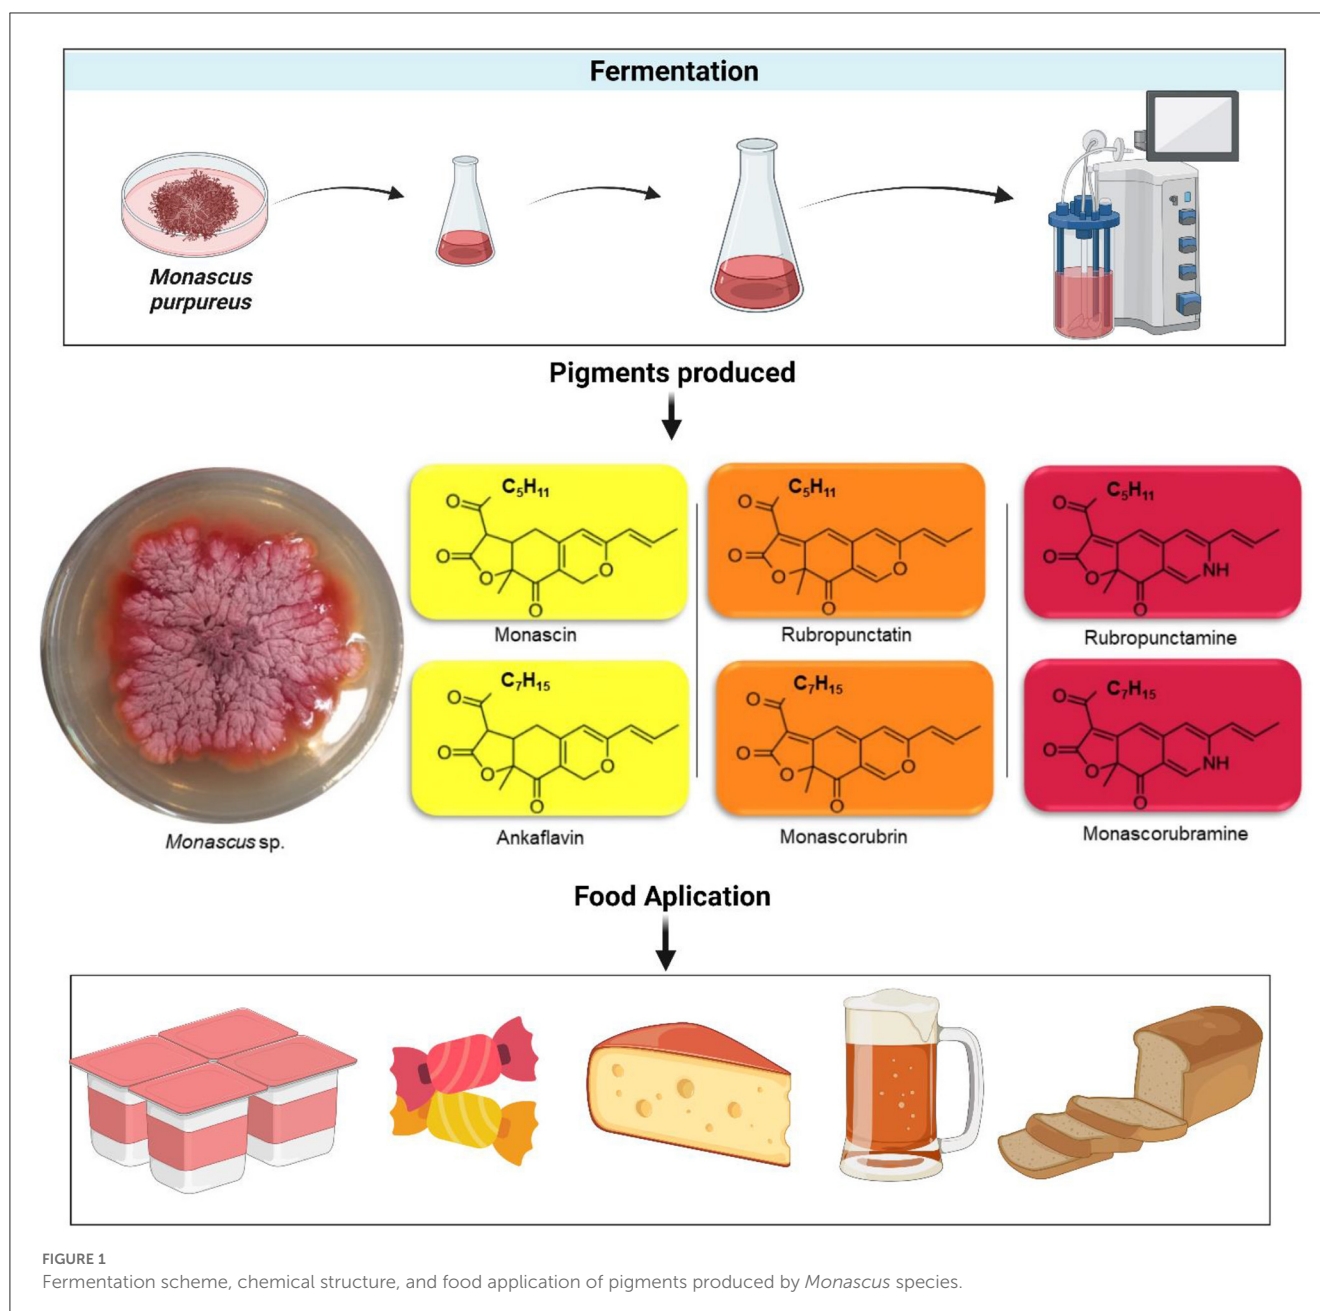 Fermentation
Monascus
purpureus
Pigments produced
C₅H₁₁
O
O
O
O
O
Monascin
C₅H₁₁
O
O
O
O
O
Rubropunctatin
C₅H₁₁
O
O
O
NH
O
Rubropunctamine
C₇H₁₅
O
O
O
O
O
Ankaflavin
C₇H₁₅
O
O
O
O
O
Monascorubrin
C₇H₁₅
O
O
O
NH
O
Monascorubramine
Monascus sp.
Food Aplication
FIGURE 1
Fermentation scheme, chemical structure, and food application of pigments produced by Monascus species.